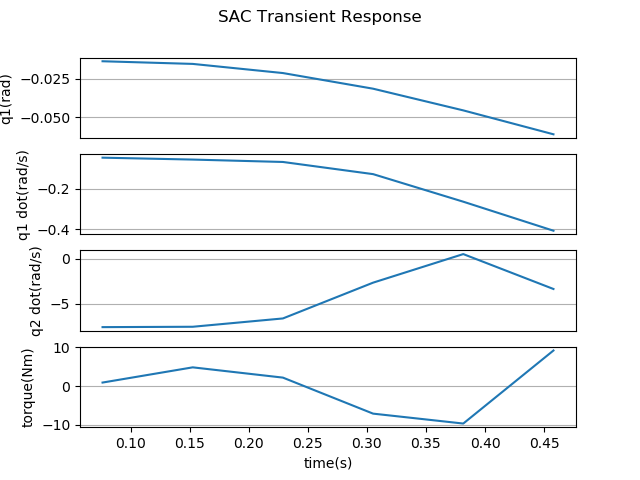 SAC Transient Response
−0.025
−0.050
q1(rad)
−0.2
−0.4
q1 dot(rad/s)
0
−5
q2 dot(rad/s)
10
0
−10
torque(Nm)
0.10 0.15 0.20 0.25 0.30 0.35 0.40 0.45
time(s)